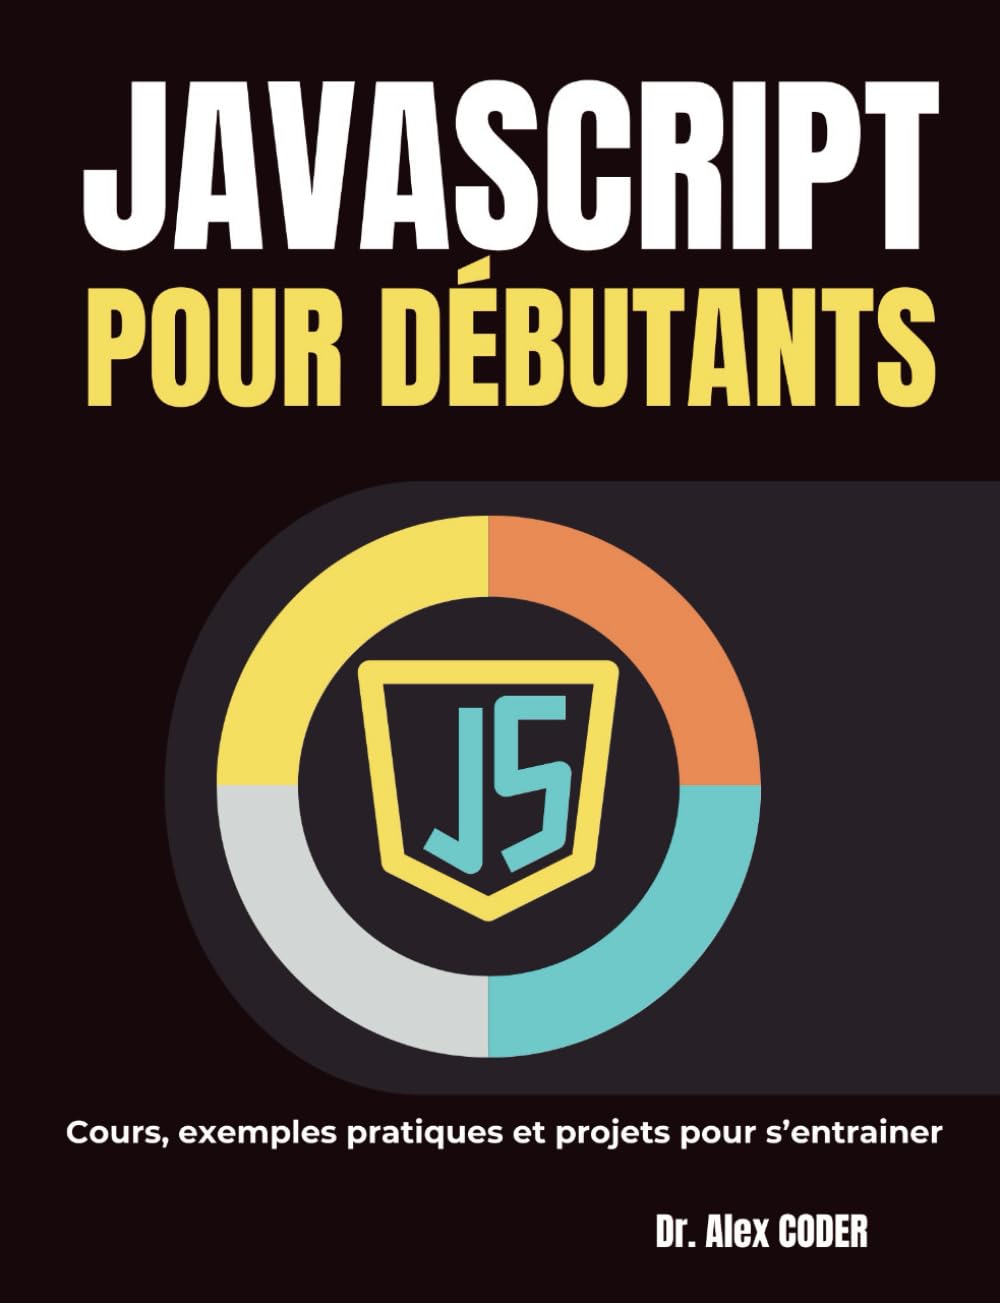 JAVASCRIPT
POUR DÉBUTANTS
JS
Cours, exemples pratiques et projets pour s’entrainer
Dr. Alex CODER